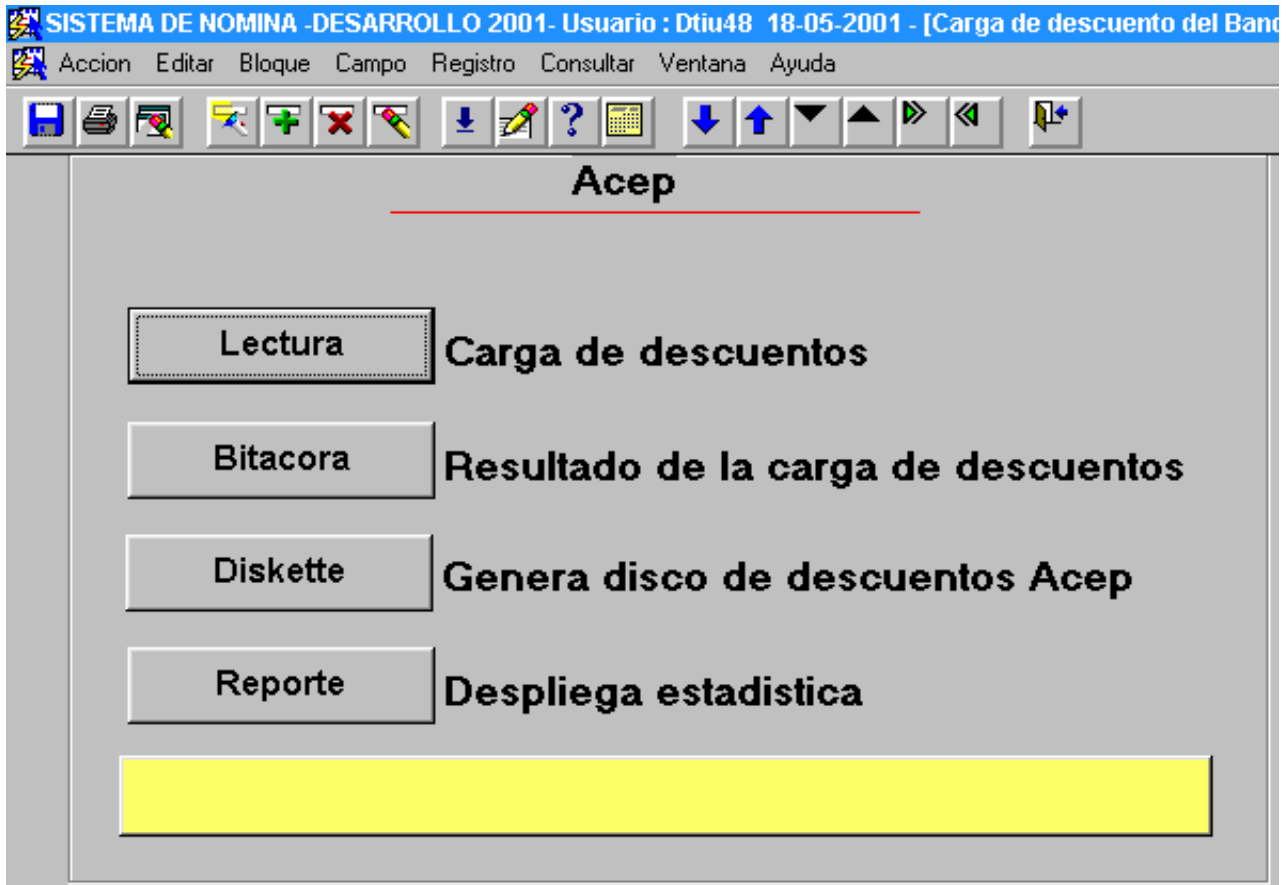 SISTEMA DE NOMINA -DESARROLLO 2001- Usuario : Dtiu48 18-05-2001 - [Carga de descuento del Banc
Accion Editar Bloque Campo Registro Consultar Ventana Ayuda
Acep
Lectura Carga de descuentos
Bitacora Resultado de la carga de descuentos
Diskette Genera disco de descuentos Acep
Reporte Despliega estadistica